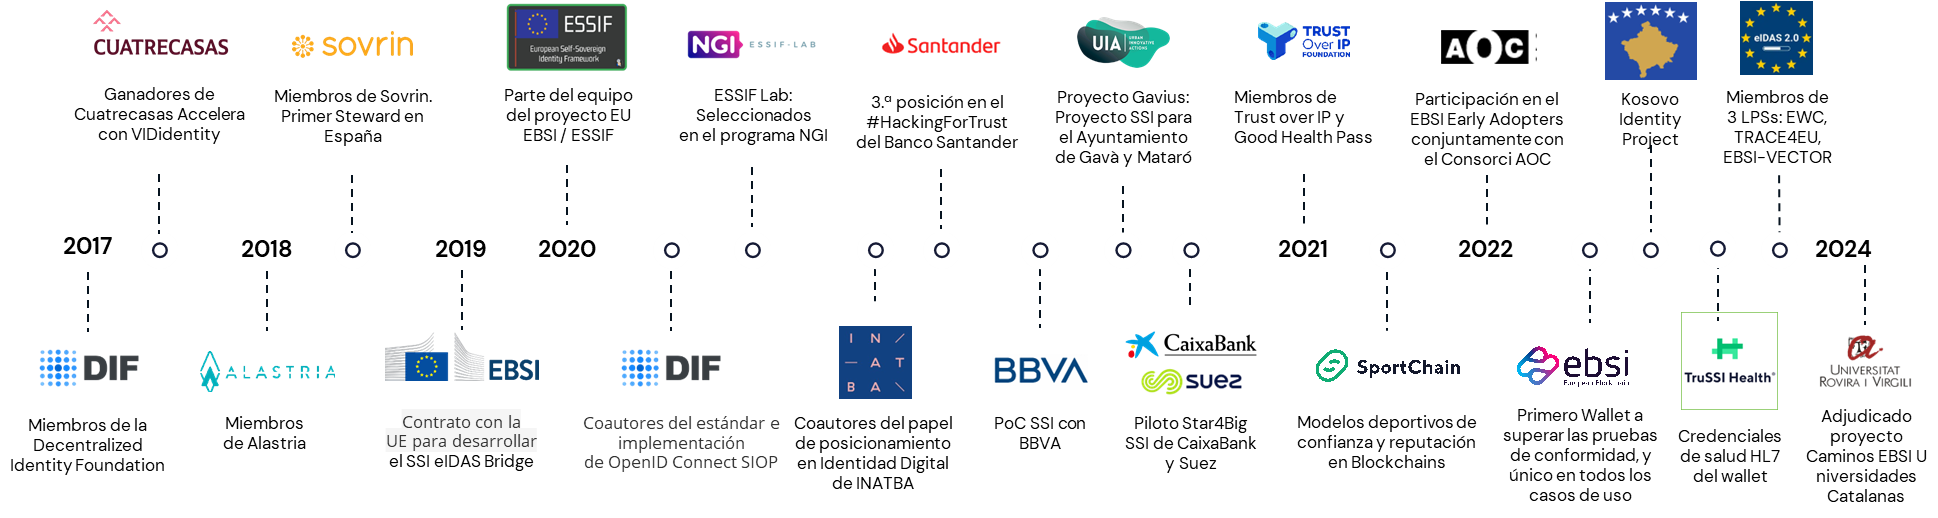 CUATRECASAS
Ganadores de
Cuatrecasas Accelera
con VIDidentity
sovrin
Miembros de Sovrin.
Primer Steward en
España
ESSIF
European Self-Sovereign
Identity Framework
Parte del equipo
del proyecto EU
EBSI / ESSIF
NGI ESSIF-LAB
ESSIF Lab:
Seleccionados
en el programa NGI
Santander
3.ª posición en el
#HackingForTrust
del Banco Santander
UIA URBAN
INNOVATIVE
ACTIONS
Proyecto Gavius:
Proyecto SSI para
el Ayuntamiento
de Gavà y Mataró
TRUST
Over IP
FOUNDATION
Miembros de
Trust over IP y
Good Health Pass
AOC
Participación en el
EBSI Early Adopters
conjuntamente con
el Consorci AOC
Kosovo
Identity
Project
eIDAS 2.0
Miembros de
3 LPSs: EWC,
TRACE4EU,
EBSI-VECTOR
2017
2018
2019
2020
2021
2022
2024
DIF
Miembros de la
Decentralized
Identity Foundation
ALASTRIA
Miembros
de Alastria
EBSI
Contrato con la
UE para desarrollar
el SSI eIDAS Bridge
DIF
Coautores del estándar e
implementación
de OpenID Connect SIOP
IN/
—AT
BA\
Coautores del papel
de posicionamiento
en Identidad Digital
de INATBA
BBVA
PoC SSI con
BBVA
CaixaBank
suez
Piloto Star4Big
SSI de CaixaBank
y Suez
SportChain
Modelos deportivos de
confianza y reputación
en Blockchains
ebsi
Primero Wallet a
superar las pruebas
de conformidad, y
único en todos los
casos de uso
TruSSI Health
Credenciales
de salud HL7
del wallet
UNIVERSITAT
ROVIRA I VIRGILI
Adjudicado
proyecto
Caminos EBSI U
niversidades
Catalanas